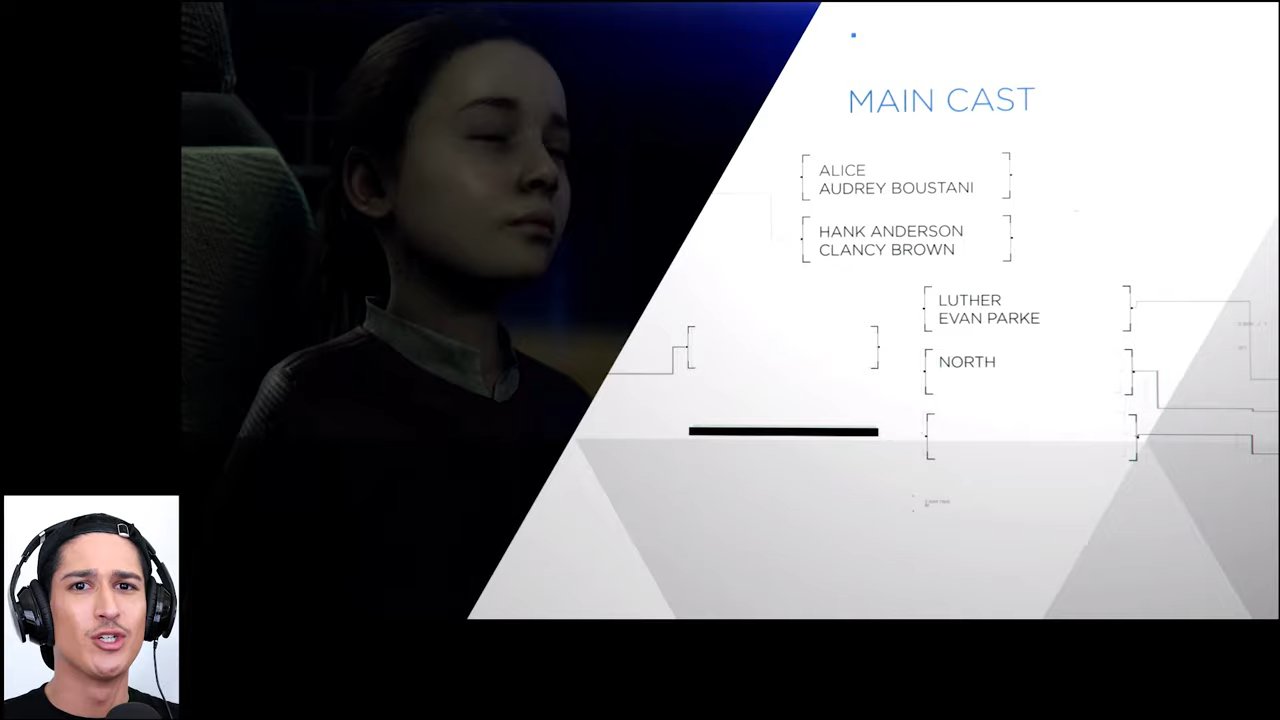 MAIN CAST
ALICE
AUDREY BOUSTANI
HANK ANDERSON
CLANCY BROWN
LUTHER
EVAN PARKE
NORTH